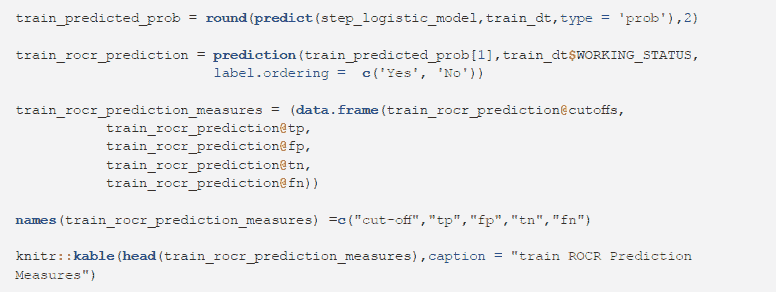 train_predicted_prob = round(predict(step_logistic_model,train_dt,type = 'prob'),2)
train_rocr_prediction = prediction(train_predicted_prob[1],train_dt$WORKING_STATUS,
label.ordering =  c('Yes', 'No'))
train_rocr_prediction_measures = (data.frame(train_rocr_prediction@cutoffs,
train_rocr_prediction@tp,
train_rocr_prediction@fp,
train_rocr_prediction@tn,
train_rocr_prediction@fn))
names(train_rocr_prediction_measures) =c("cut-off","tp","fp","tn","fn")
knitr::kable(head(train_rocr_prediction_measures),caption = "train ROCR Prediction
Measures")